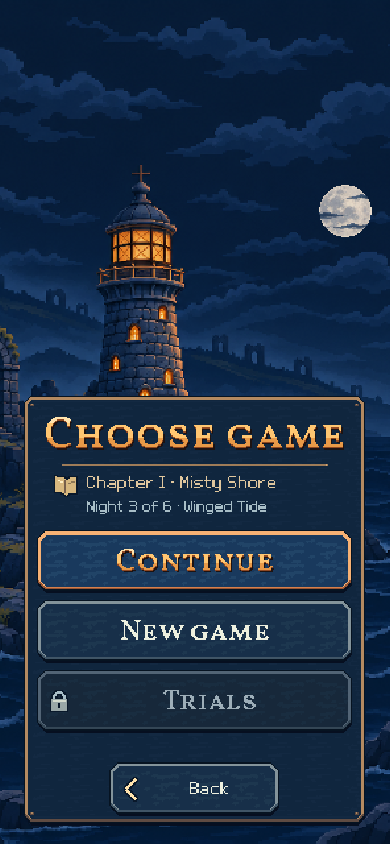 Choose game
Chapter I · Misty Shore
Night 3 of 6 · Winged Tide
Continue
New game
Trials
Back